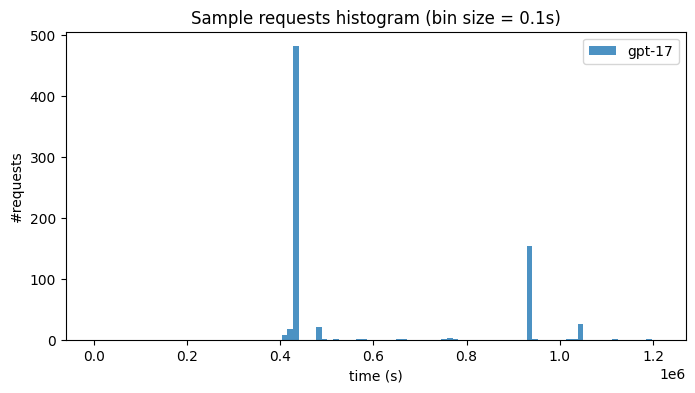 Sample requests histogram (bin size = 0.1s)
gpt-17
500
400
300
200
100
0
#requests
0.0 0.2 0.4 0.6 0.8 1.0 1.2
1e6
time (s)